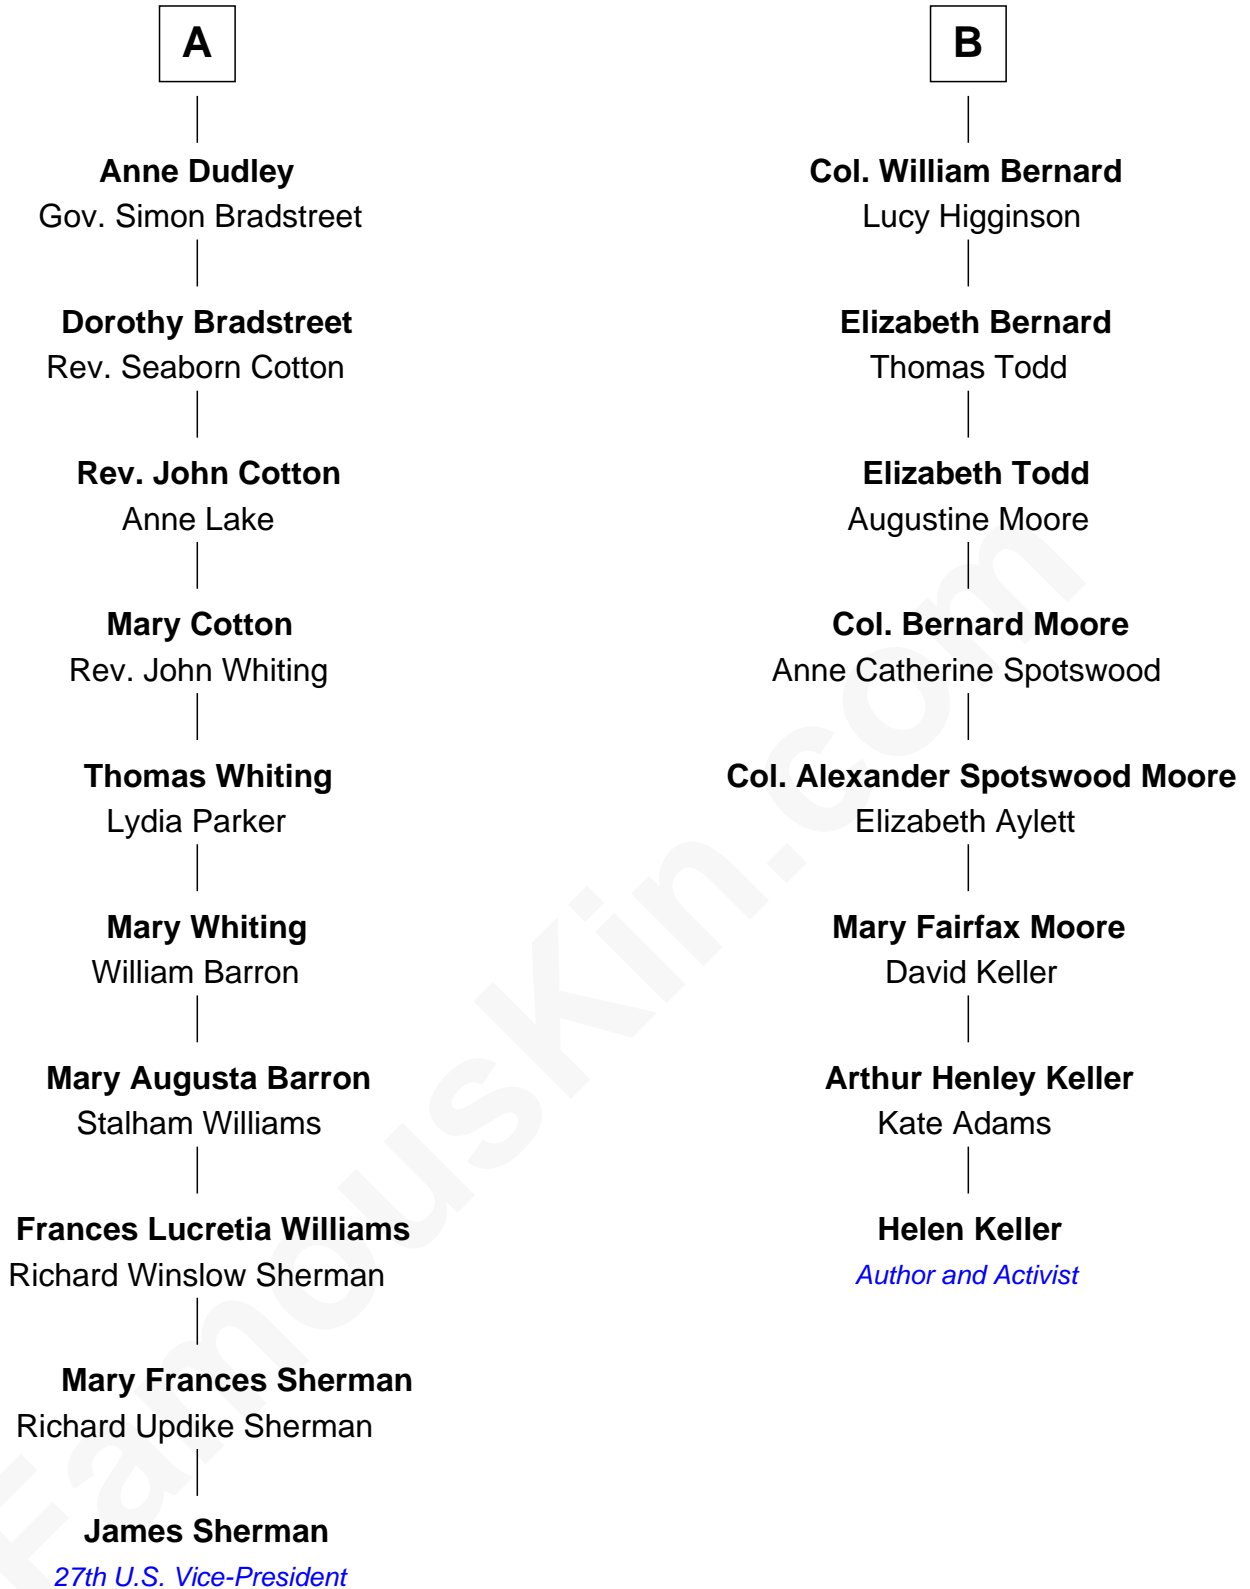 A
Anne Dudley
Gov. Simon Bradstreet
Dorothy Bradstreet
Rev. Seaborn Cotton
Rev. John Cotton
Anne Lake
Mary Cotton
Rev. John Whiting
Thomas Whiting
Lydia Parker
Mary Whiting
William Barron
Mary Augusta Barron
Stalham Williams
Frances Lucretia Williams
Richard Winslow Sherman
Mary Frances Sherman
Richard Updike Sherman
James Sherman
27th U.S. Vice-President
B
Col. William Bernard
Lucy Higginson
Elizabeth Bernard
Thomas Todd
Elizabeth Todd
Augustine Moore
Col. Bernard Moore
Anne Catherine Spotswood
Col. Alexander Spotswood Moore
Elizabeth Aylett
Mary Fairfax Moore
David Keller
Arthur Henley Keller
Kate Adams
Helen Keller
Author and Activist
FamousKin.com